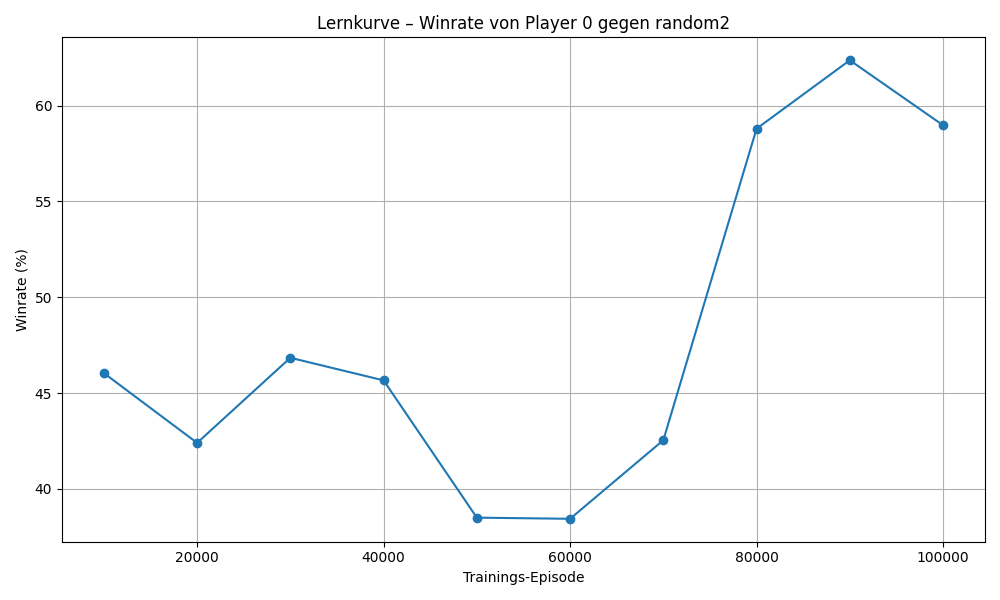 Lernkurve – Winrate von Player 0 gegen random2
Winrate (%)
60
55
50
45
40
20000 40000 60000 80000 100000
Trainings-Episode